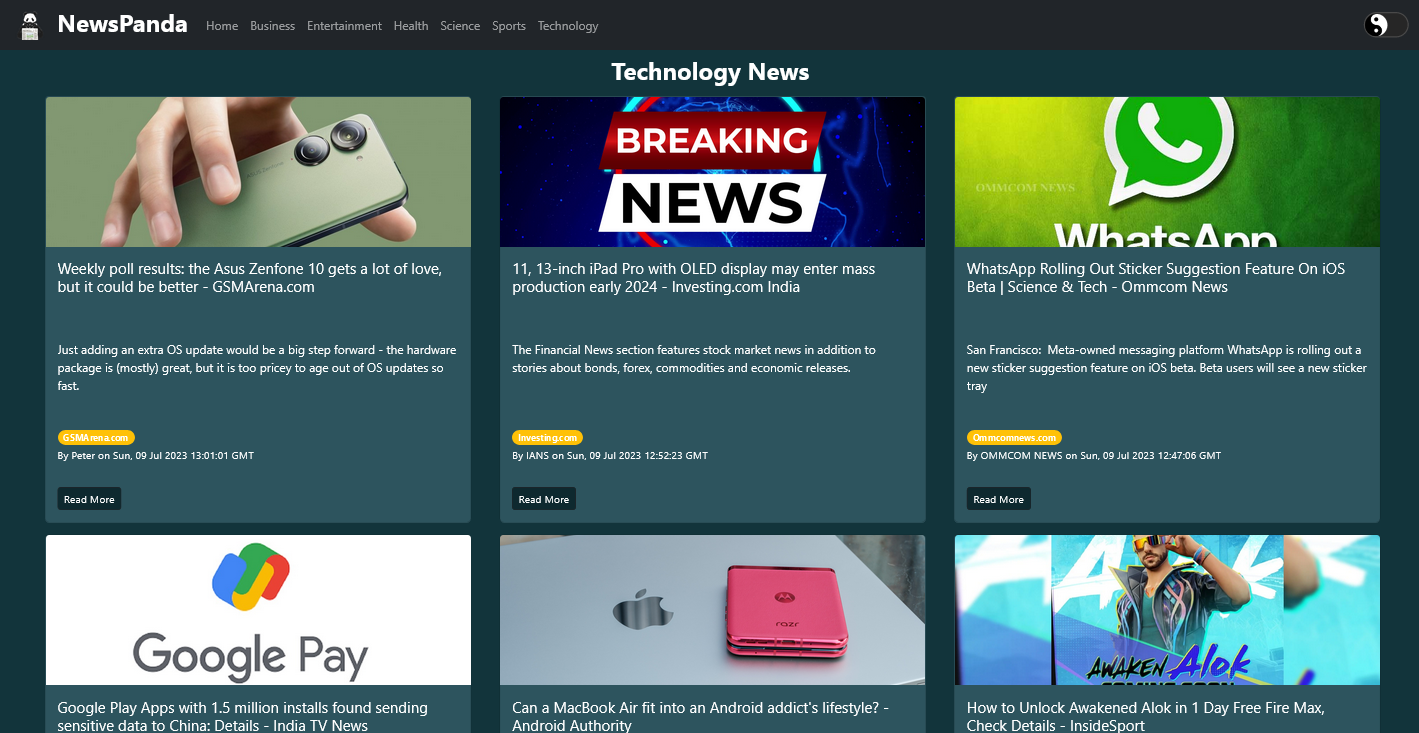 NewsPanda
Home Business Entertainment Health Science Sports Technology
Technology News
BREAKING
NEWS
OMMCOM NEWS
WhatsApp
Weekly poll results: the Asus Zenfone 10 gets a lot of love,
but it could be better - GSMArena.com
Just adding an extra OS update would be a big step forward - the hardware
package is (mostly) great, but it is too pricey to age out of OS updates so
fast.
GSMArena.com
By Peter on Sun, 09 Jul 2023 13:01:01 GMT
Read More
11, 13-inch iPad Pro with OLED display may enter mass
production early 2024 - Investing.com India
The Financial News section features stock market news in addition to
stories about bonds, forex, commodities and economic releases.
Investing.com
By IANS on Sun, 09 Jul 2023 12:52:23 GMT
Read More
WhatsApp Rolling Out Sticker Suggestion Feature On iOS
Beta | Science & Tech - Ommcom News
San Francisco:  Meta-owned messaging platform WhatsApp is rolling out a
new sticker suggestion feature on iOS beta. Beta users will see a new sticker
tray
Ommcomnews.com
By OMMCOM NEWS on Sun, 09 Jul 2023 12:47:06 GMT
Read More
Google Pay
Google Play Apps with 1.5 million installs found sending
sensitive data to China: Details - India TV News
razr
Can a MacBook Air fit into an Android addict's lifestyle? -
Android Authority
AWAKEN Alok
COMING SOON
How to Unlock Awakened Alok in 1 Day Free Fire Max,
Check Details - InsideSport